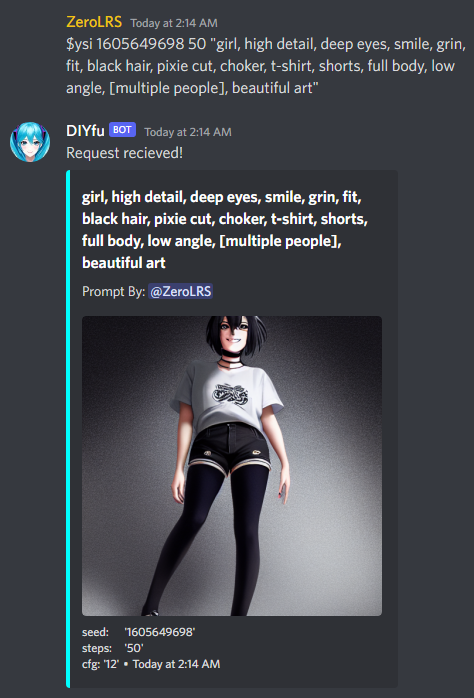 ZeroLRS Today at 2:14 AM
$ysi 1605649698 50 "girl, high detail, deep eyes, smile, grin,
fit, black hair, pixie cut, choker, t-shirt, shorts, full body, low
angle, [multiple people], beautiful art"
DIYfu BOT Today at 2:14 AM
Request recieved!
girl, high detail, deep eyes, smile, grin, fit,
black hair, pixie cut, choker, t-shirt, shorts,
full body, low angle, [multiple people],
beautiful art
Prompt By: @ZeroLRS
seed: '1605649698'
steps: '50'
cfg: '12' • Today at 2:14 AM